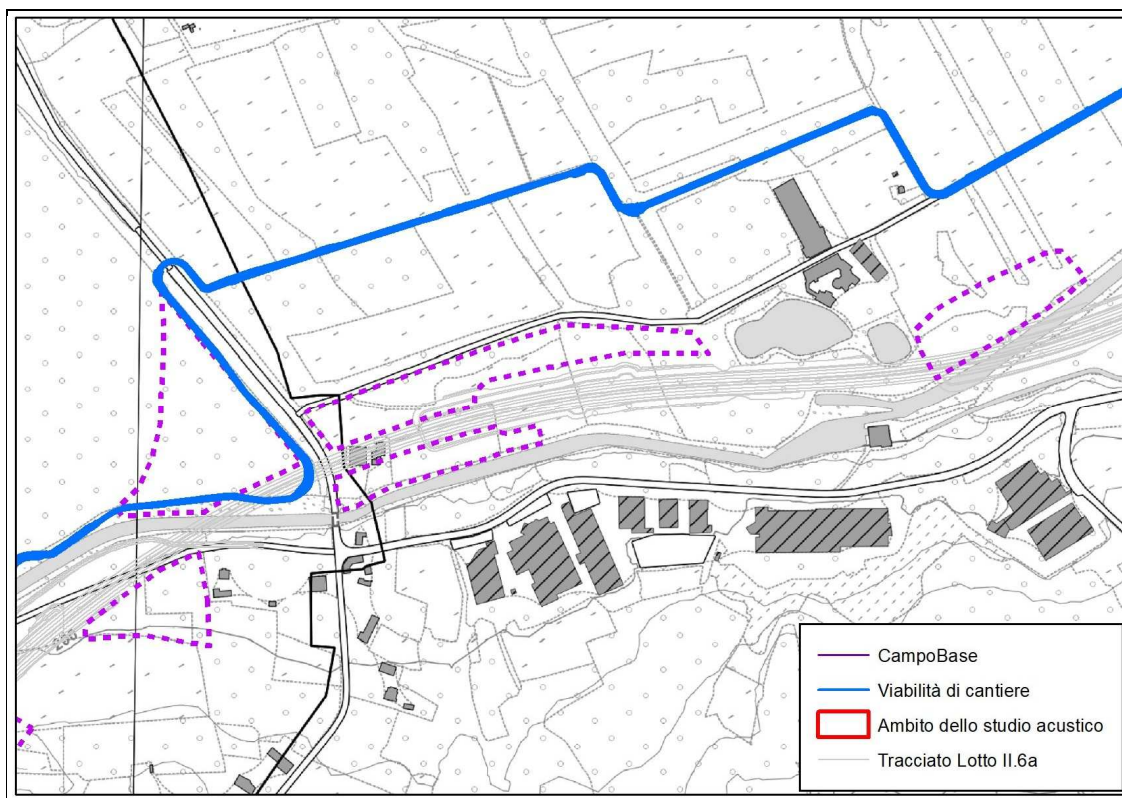 CampoBase
Viabilità di cantiere
Ambito dello studio acustico
Tracciato Lotto II.6a